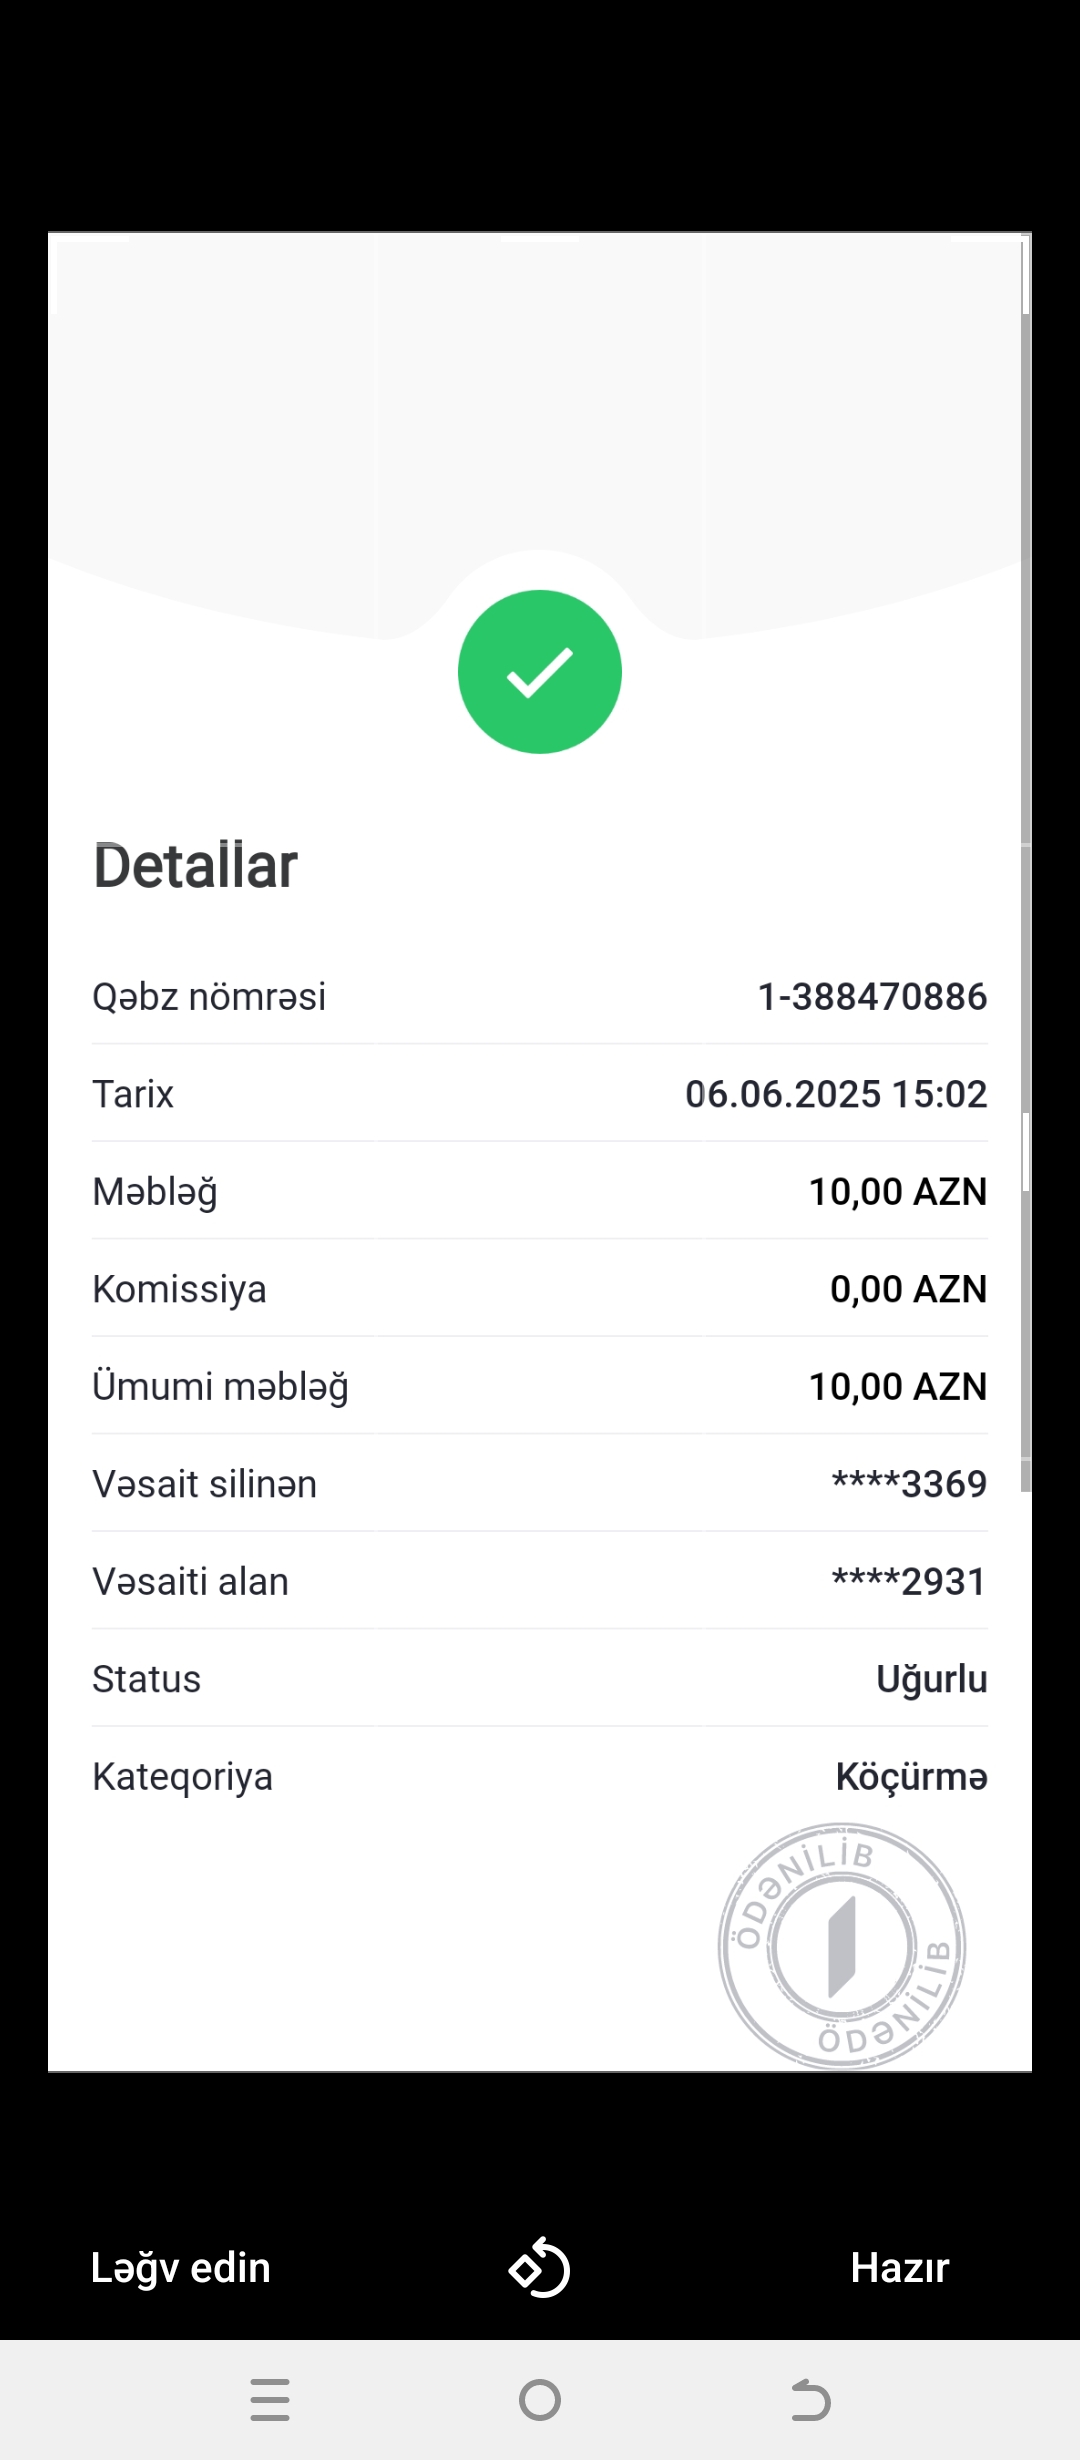 Detallar
Qəbz nömrəsi 1-388470886
Tarix 06.06.2025 15:02
Məbləğ 10,00 AZN
Komissiya 0,00 AZN
Ümumi məbləğ 10,00 AZN
Vəsait silinən ****3369
Vəsaiti alan ****2931
Status Uğurlu
Kateqoriya Köçürmə
ÖDƏNİLİB
ÖDƏNİLİB
Ləğv edin Hazır